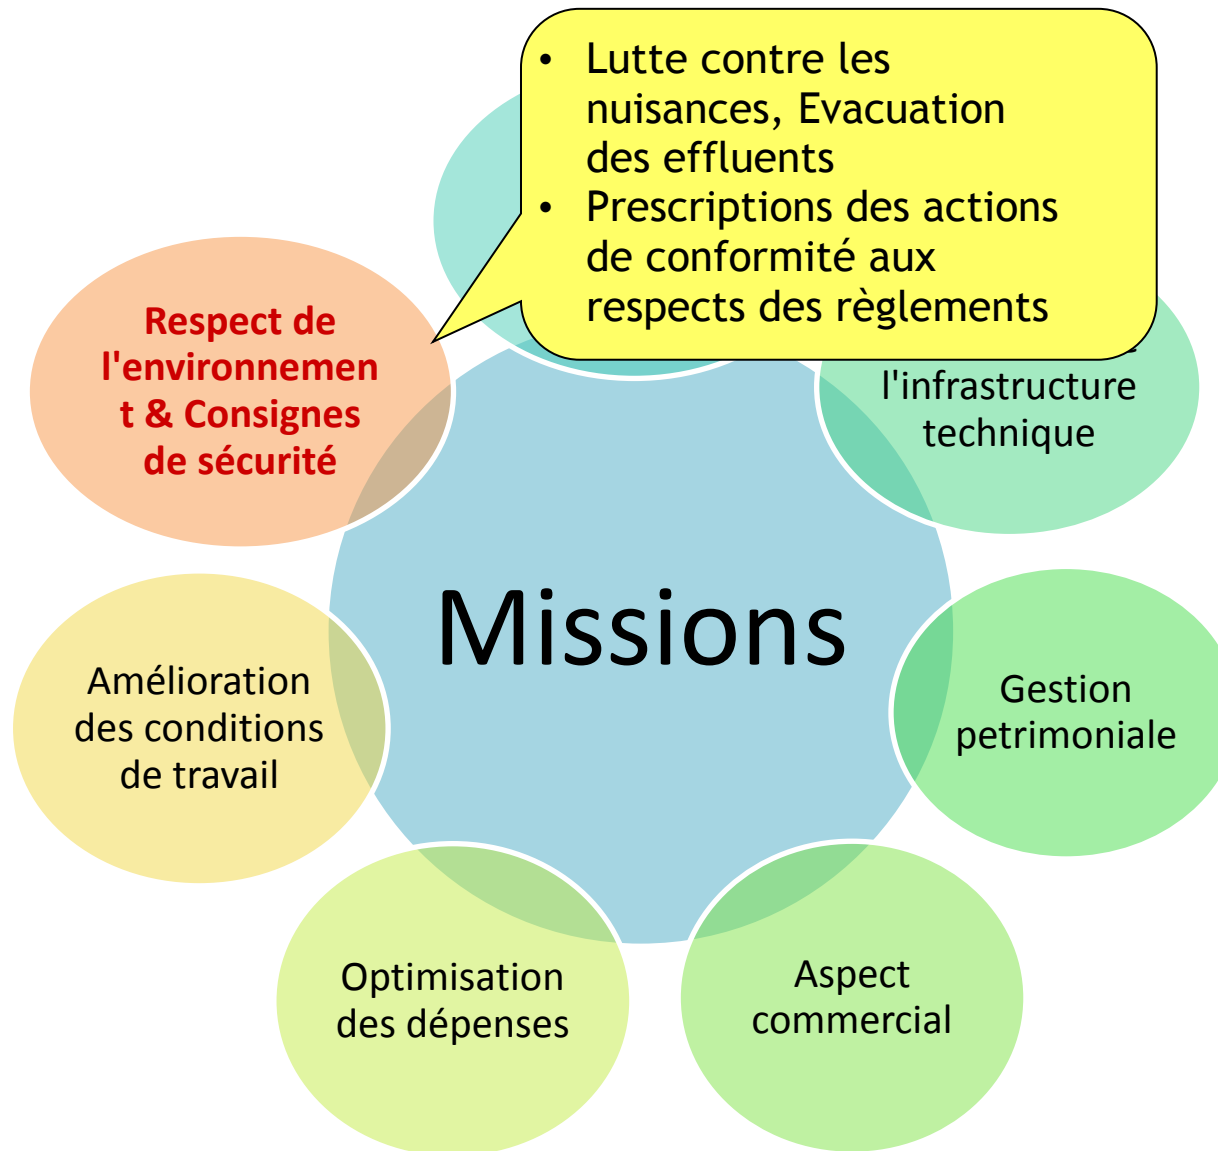 • Lutte contre les
nuisances, Evacuation
des effluents
• Prescriptions des actions
de conformité aux
respects des règlements
Respect de
l'environnemen
t & Consignes
de sécurité
l'infrastructure
technique
Missions
Amélioration
des conditions
de travail
Gestion
petrimoniale
Optimisation
des dépenses
Aspect
commercial